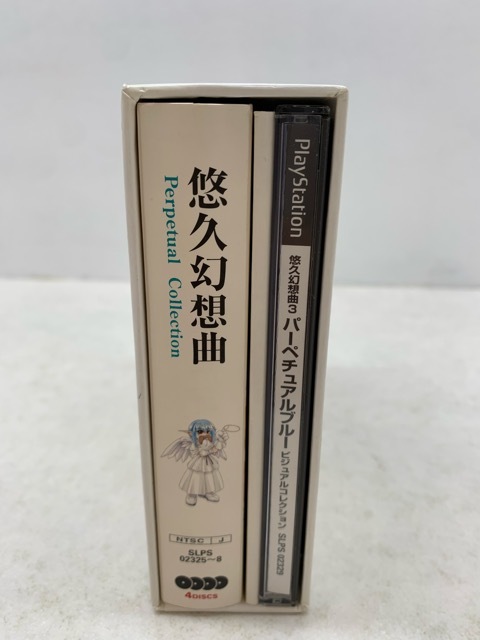 悠久幻想曲
Perpetual Collection
NTSC J
SLPS
02325〜8
4DISCS
PlayStation
悠久幻想曲3 パーペチュアルブルー ビジュアルコレクション SLPS 02329